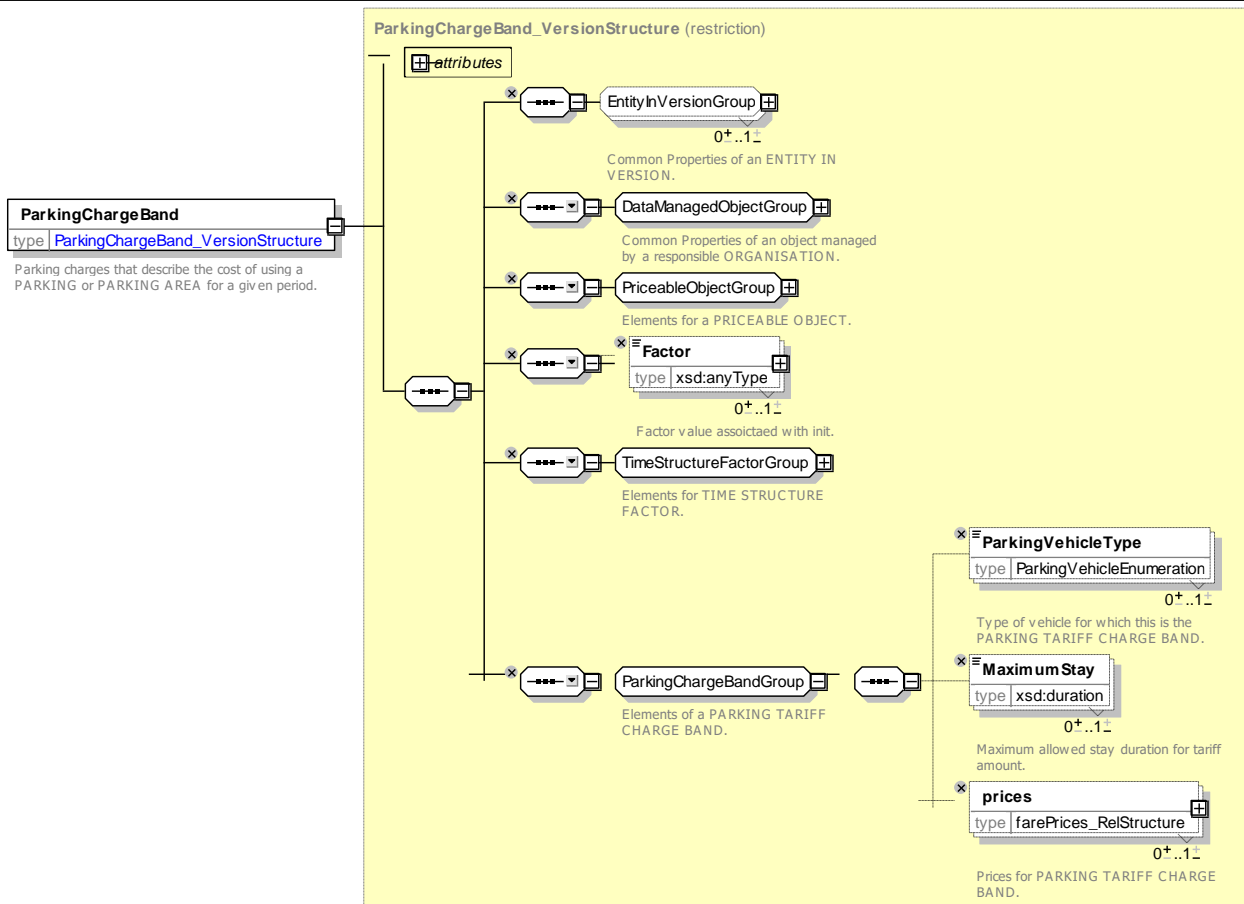 ParkingChargeBand_VersionStructure (restriction)
attributes
EntityInVersionGroup
0..1
Common Properties of an ENTITY IN
VERSION.
DataManagedObjectGroup
Common Properties of an object managed
by a responsible ORGANISATION.
ParkingChargeBand
type ParkingChargeBand_VersionStructure
Parking charges that describe the cost of using a
PARKING or PARKING AREA for a given period.
PriceableObjectGroup
Elements for a PRICEABLE OBJECT.
Factor
type xsd:anyType
0..1
Factor value assoictaed with init.
TimeStructureFactorGroup
Elements for TIME STRUCTURE
FACTOR.
ParkingVehicleType
type ParkingVehicleEnumeration
0..1
Type of vehicle for which this is the
PARKING TARIFF CHARGE BAND.
ParkingChargeBandGroup
Elements of a PARKING TARIFF
CHARGE BAND.
MaximumStay
type xsd:duration
0..1
Maximum allowed stay duration for tariff
amount.
prices
type farePrices_RelStructure
0..1
Prices for PARKING TARIFF CHARGE
BAND.